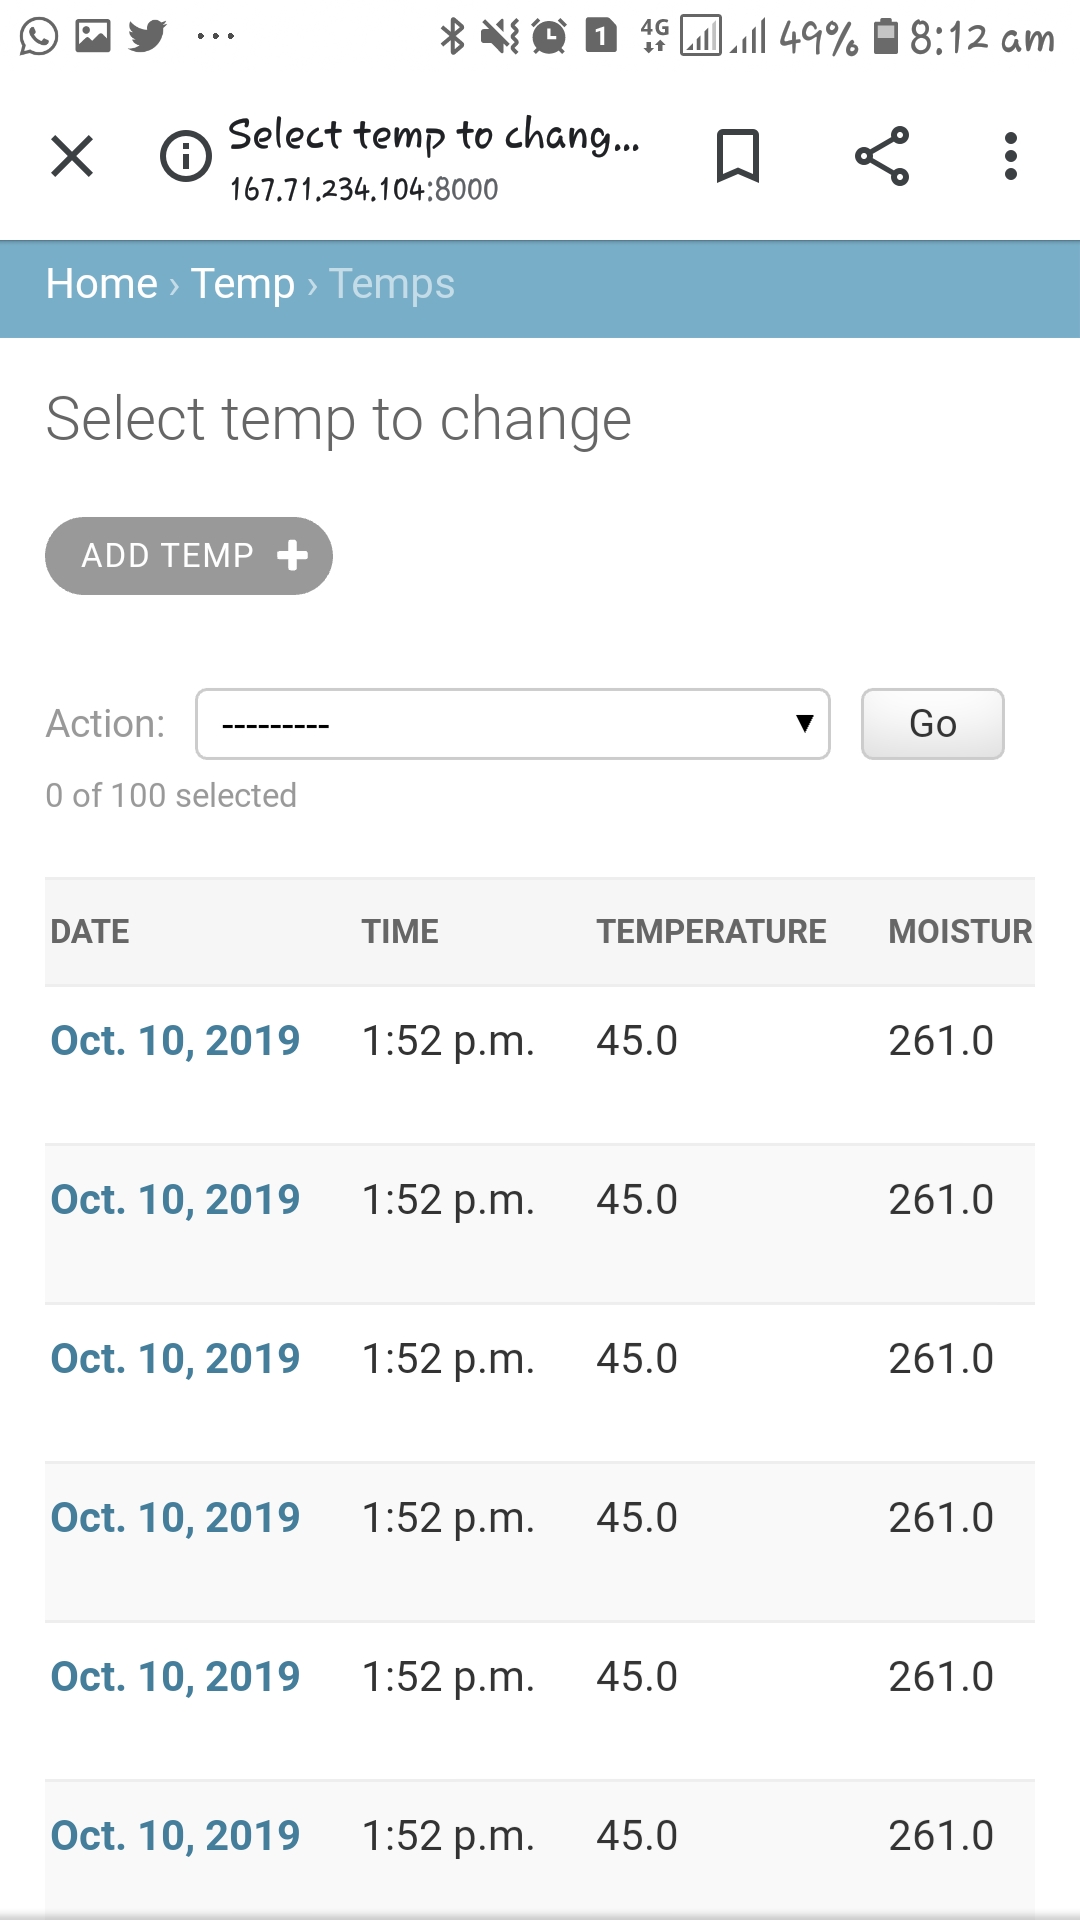 4G 1 49% 8:12 am
Select temp to chang...
167.71.234.104:8000
Home › Temp › Temps
Select temp to change
ADD TEMP +
Action: --------- Go
0 of 100 selected
DATE TIME TEMPERATURE MOISTUR
Oct. 10, 2019 1:52 p.m. 45.0 261.0
Oct. 10, 2019 1:52 p.m. 45.0 261.0
Oct. 10, 2019 1:52 p.m. 45.0 261.0
Oct. 10, 2019 1:52 p.m. 45.0 261.0
Oct. 10, 2019 1:52 p.m. 45.0 261.0
Oct. 10, 2019 1:52 p.m. 45.0 261.0